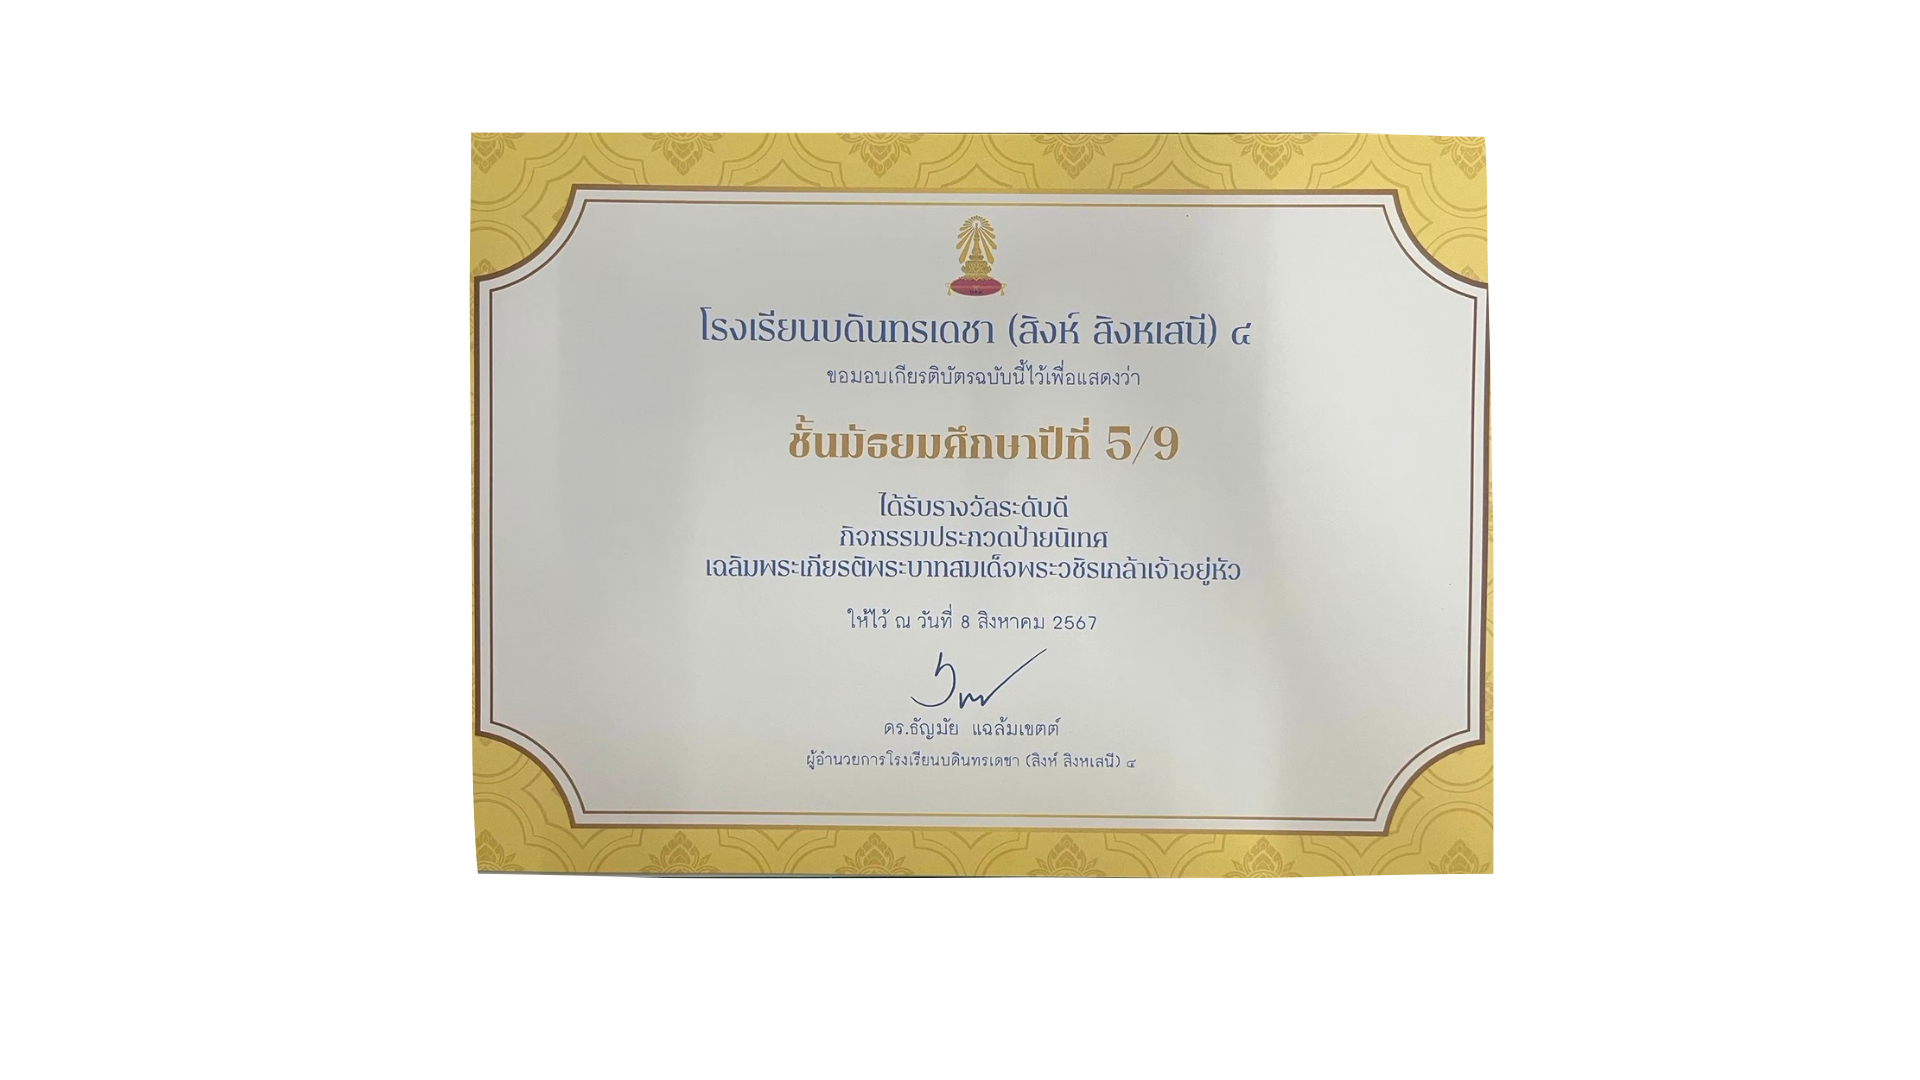 โรงเรียนบดินทรเดชา (สิงห์ สิงหเสนี) ๔
ขอมอบเกียรติบัตรฉบับนี้ไว้เพื่อแสดงว่า
ชั้นมัธยมศึกษาปีที่ 5/9
ได้รับรางวัลระดับดี
กิจกรรมประกวดป้ายนิเทศ
เฉลิมพระเกียรติพระบาทสมเด็จพระวชิรเกล้าเจ้าอยู่หัว
ให้ไว้ ณ วันที่ 8 สิงหาคม 2567
ดร.ธัญมัย แฉล้มเขตต์
ผู้อำนวยการโรงเรียนบดินทรเดชา (สิงห์ สิงหเสนี) ๔